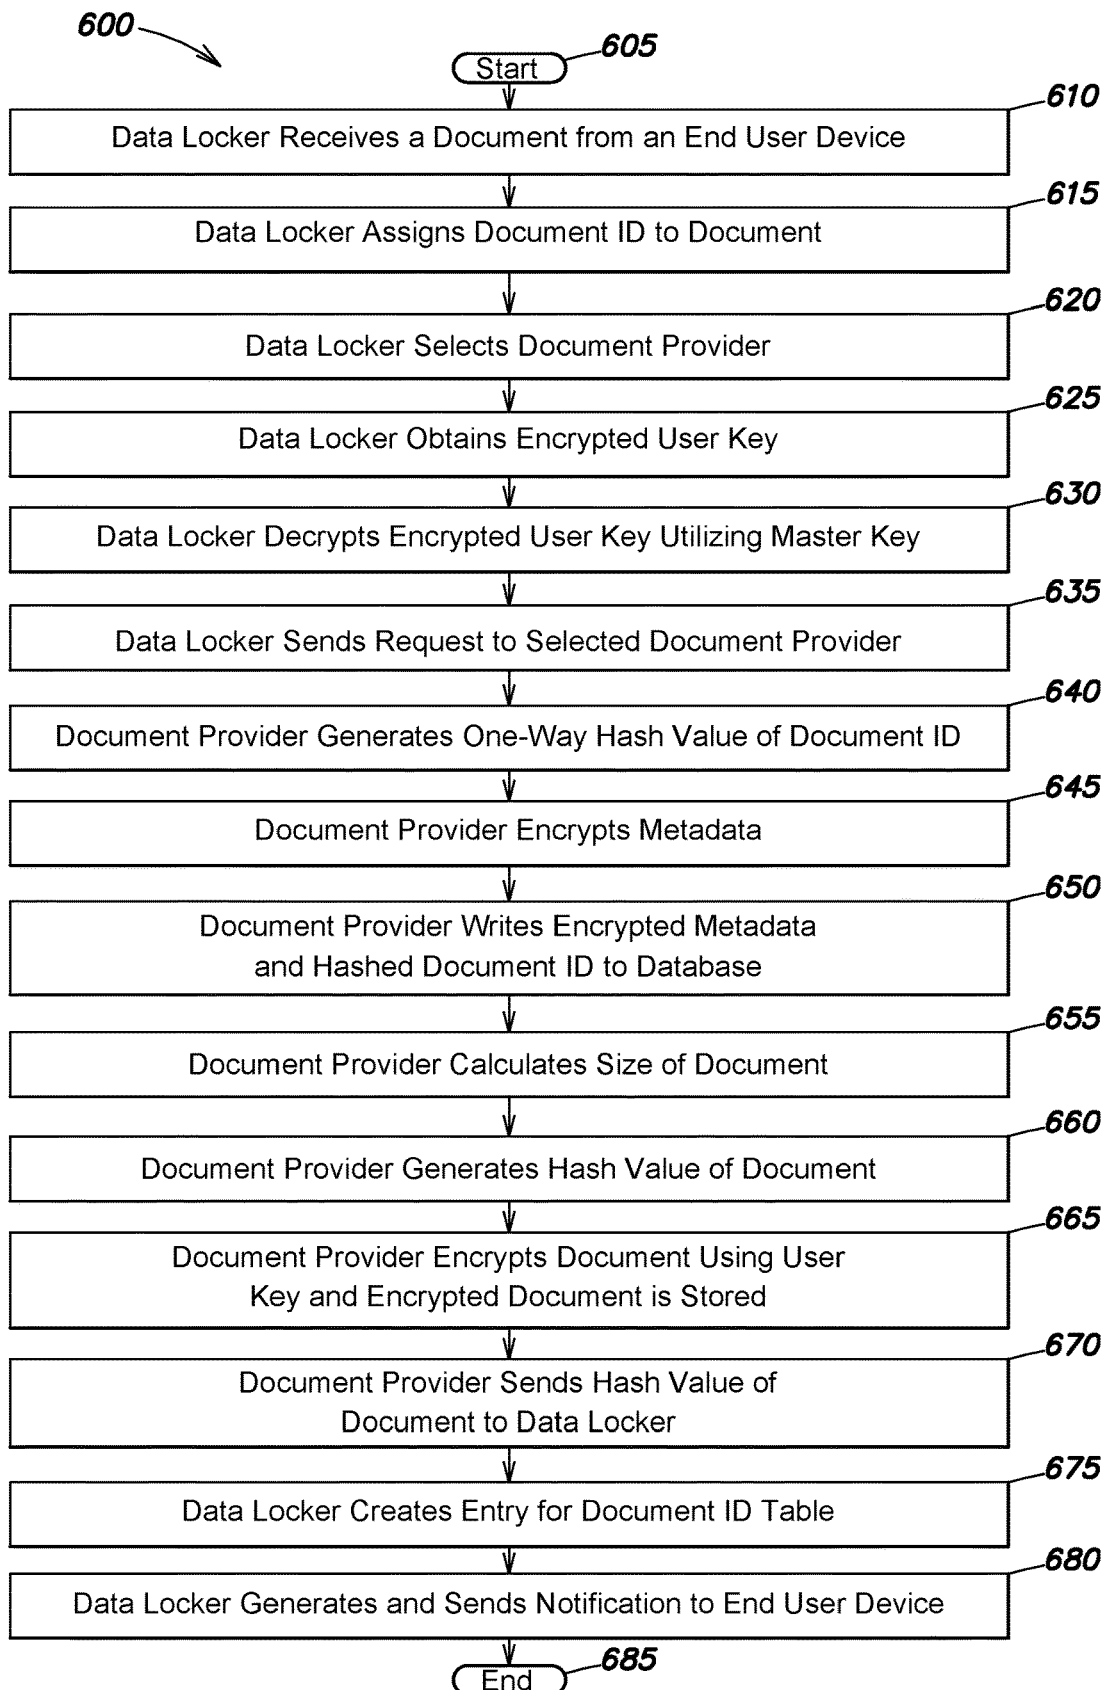 600
605
Start
610
Data Locker Receives a Document from an End User Device
615
Data Locker Assigns Document ID to Document
620
Data Locker Selects Document Provider
625
Data Locker Obtains Encrypted User Key
630
Data Locker Decrypts Encrypted User Key Utilizing Master Key
635
Data Locker Sends Request to Selected Document Provider
640
Document Provider Generates One-Way Hash Value of Document ID
645
Document Provider Encrypts Metadata
650
Document Provider Writes Encrypted Metadata
and Hashed Document ID to Database
655
Document Provider Calculates Size of Document
660
Document Provider Generates Hash Value of Document
665
Document Provider Encrypts Document Using User
Key and Encrypted Document is Stored
670
Document Provider Sends Hash Value of
Document to Data Locker
675
Data Locker Creates Entry for Document ID Table
680
Data Locker Generates and Sends Notification to End User Device
685
End